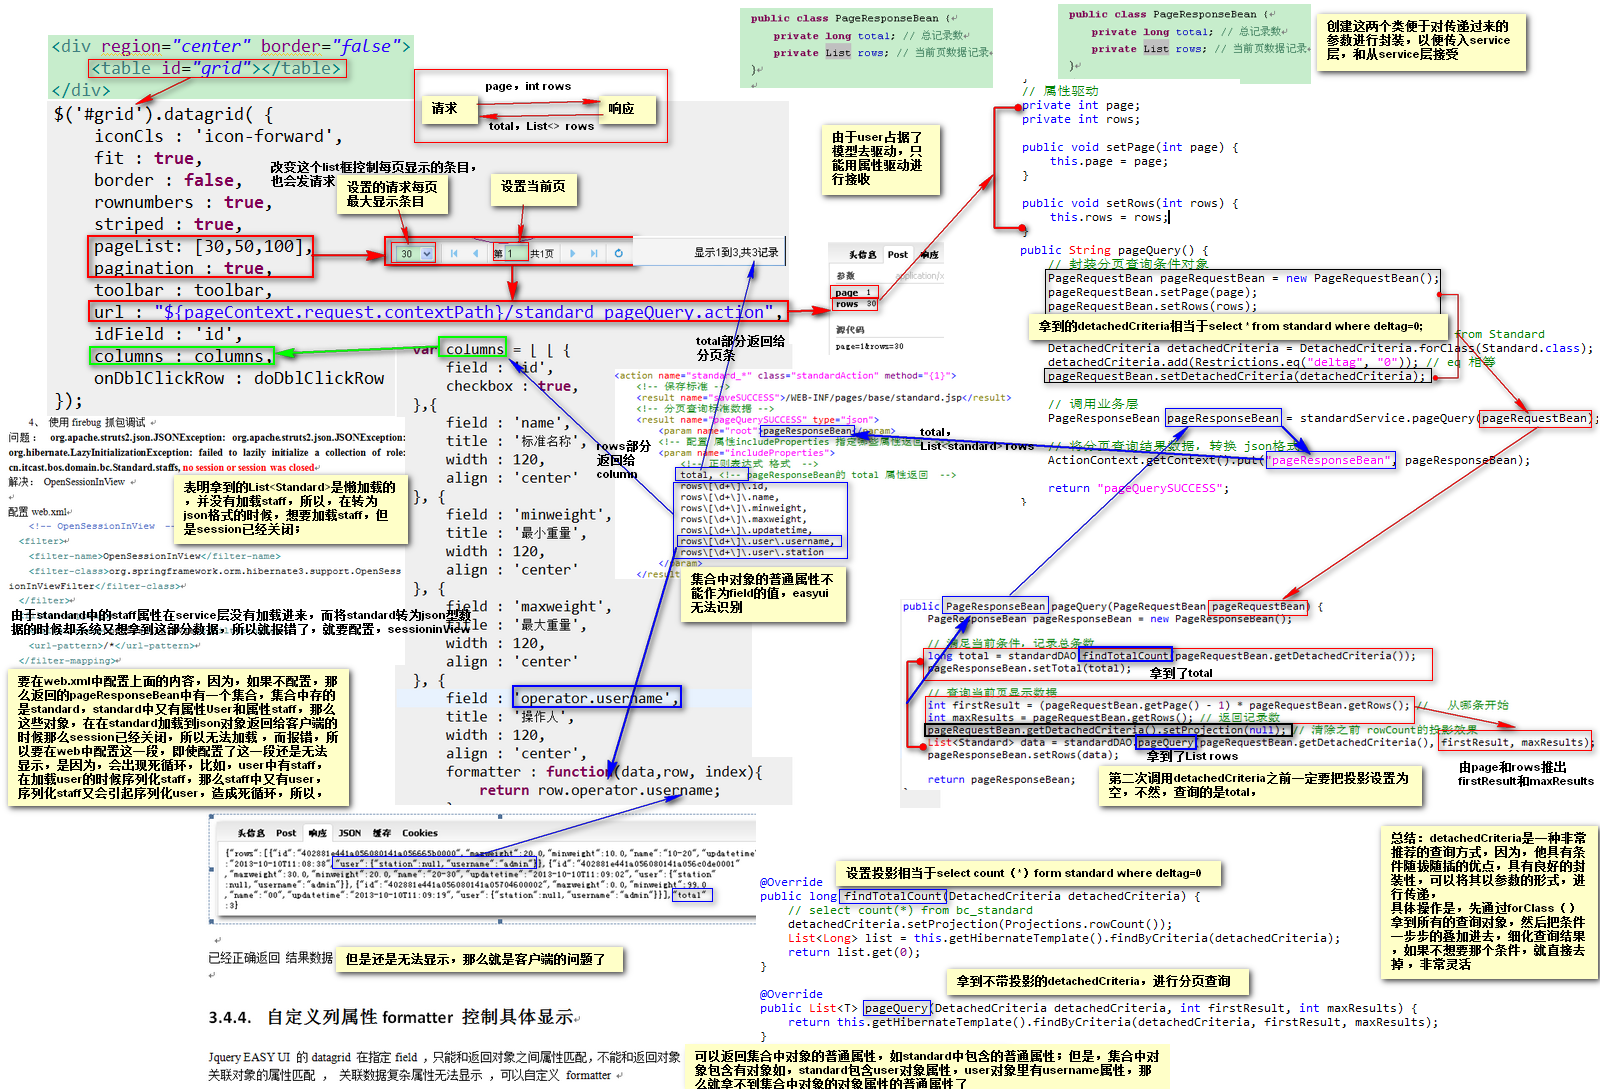 <div region="center" border="false">
<table id="grid"></table>
</div>
$('#grid').datagrid( {
iconCls : 'icon-forward',
fit : true,
border : false,
rownumbers : true,
striped : true,
pageList: [30,50,100],
pagination : true,
toolbar : toolbar,
url : "${pageContext.request.contextPath}/standard_pageQuery.action",
idField : 'id',
columns : columns,
onDblClickRow : doDblClickRow
});
page，int rows
请求
响应
total，List<> rows
改变这个list框控制每页显示的条目，
也会发请求
设置的请求每页
最大显示条目
设置当前页
30
第 1 共1页
显示1到3,共3记录
public class PageResponseBean {
private long total; // 总记录数
private List rows; // 当前页数据记录
}
public class PageResponseBean {
private long total; // 总记录数
private List rows; // 当前页数据记录
}
创建这两个类便于对传递过来的
参数进行封装，以便传入service
层，和从service层接受
由于user占据了
模型去驱动，只
能用属性驱动进
行接收
头信息 Post 响应
参数 application/x
page 1
rows 30
源代码
page=1&rows=30
// 属性驱动
private int page;
private int rows;
public void setPage(int page) {
this.page = page;
}
public void setRows(int rows) {
this.rows = rows;
}
public String pageQuery() {
// 封装分页查询条件对象
PageRequestBean pageRequestBean = new PageRequestBean();
pageRequestBean.setPage(page);
pageRequestBean.setRows(rows);
拿到的detachedCriteria相当于select * from standard where deltag=0;
from Standard
DetachedCriteria detachedCriteria = DetachedCriteria.forClass(Standard.class);
detachedCriteria.add(Restrictions.eq("deltag", "0")); // eq 相等
pageRequestBean.setDetachedCriteria(detachedCriteria);
// 调用业务层
PageResponseBean pageResponseBean = standardService.pageQuery(pageRequestBean);
// 将分页查询结果数据，转换 json格式
ActionContext.getContext().put("pageResponseBean", pageResponseBean);
return "pageQuerySUCCESS";
}
total部分返回给
分页条
var columns = [ [ {
field : 'id',
checkbox : true,
},{
field : 'name',
title : '标准名称',
width : 120,
align : 'center'
}, {
field : 'minweight',
title : '最小重量',
width : 120,
align : 'center'
}, {
field : 'maxweight',
title : '最大重量',
width : 120,
align : 'center'
}, {
field : 'operator.username',
title : '操作人',
width : 120,
align : 'center',
formatter : function(data,row, index){
return row.operator.username;
rows部分
返回给
column
<action name="standard_*" class="standardAction" method="{1}">
<!-- 保存标准 -->
<result name="saveSUCCESS">/WEB-INF/pages/base/standard.jsp</result>
<!-- 分页查询标准数据 -->
<result name="pageQuerySUCCESS" type="json">
<param name="root">pageResponseBean</param>
<!-- 配置 属性includeProperties 指定哪些属性返回
<param name="includeProperties">
<!-- 正则表达式 格式 -->
total, <!-- pageResponseBean的 total 属性返回 -->
rows\[\d+\]\.id,
rows\[\d+\]\.name,
rows\[\d+\]\.minweight,
rows\[\d+\]\.maxweight,
rows\[\d+\]\.updatetime,
rows\[\d+\]\.user\.username,
rows\[\d+\]\.user\.station
</param>
</result>
total，
List<standard> rows
集合中对象的普通属性不
能作为field的值，easyui
无法识别
4、 使用 firebug 抓包调试
问题： org.apache.struts2.json.JSONException: org.apache.struts2.json.JSONException:
org.hibernate.LazyInitializationException: failed to lazily initialize a collection of role:
cn.itcast.bos.domain.bc.Standard.staffs, no session or session was closed
解决： OpenSessionInView
配置 web.xml
表明拿到的List<Standard>是懒加载的
，并没有加载staff，所以，在转为
json格式的时候，想要加载staff，但
是session已经关闭；
<!-- OpenSessionInView --
<filter>
<filter-name>OpenSessionInView</filter-name>
<filter-class>org.springframework.orm.hibernate3.support.OpenSess
ionInViewFilter</filter-class>
</filter>
由于standard中的staff属性在service层没有加载进来，而将standard转为json型数
据的时候却系统又想拿到这部分数据，所以就报错了，就要配置，sessioninView
<url-pattern>/*</url-pattern>
</filter-mapping>
要在web.xml中配置上面的内容，因为，如果不配置，那
么返回的pageResponseBean中有一个集合，集合中存的
是standard，standard中又有属性User和属性staff，那么
这些对象，在在standard加载到json对象返回给客户端的
时候那么session已经关闭，所以无法加载，而报错，所
以要在web中配置这一段，即使配置了这一段还是无法
显示，是因为，会出现死循环，比如，user中有staff，
在加载user的时候序列化staff，那么staff中又有user，
序列化staff又会引起序列化user，造成死循环，所以，
public PageResponseBean pageQuery(PageRequestBean pageRequestBean) {
PageResponseBean pageResponseBean = new PageResponseBean();
// 满足当前条件，记录总条数
long total = standardDAO.findTotalCount(pageRequestBean.getDetachedCriteria());
pageResponseBean.setTotal(total);
拿到了total
// 查询当前页显示数据
int firstResult = (pageRequestBean.getPage() - 1) * pageRequestBean.getRows(); // 从哪条开始
int maxResults = pageRequestBean.getRows(); // 返回记录数
pageRequestBean.getDetachedCriteria().setProjection(null); // 清除之前 rowCount的投影效果
List<Standard> data = standardDAO.pageQuery(pageRequestBean.getDetachedCriteria(), firstResult, maxResults);
pageResponseBean.setRows(data);
拿到了List rows
return pageResponseBean;
由page和rows推出
firstResult和maxResults
第二次调用detachedCriteria之前一定要把投影设置为
空，不然，查询的是total，
头信息 Post 响应 JSON 缓存 Cookies
{"rows":[{"id":"402881e441a056080141a056665b0000","maxweight":20.0,"minweight":10.0,"name":"10-20","updatetime"
:"2013-10-10T11:08:38","user":{"station":null,"username":"admin"}},{"id":"402881e441a056080141a056c0de0001"
,"maxweight":30.0,"minweight":20.0,"name":"20-30","updatetime":"2013-10-10T11:09:02","user":{"station"
:null,"username":"admin"}},{"id":"402881e441a056080141a05704600002","maxweight":0.0,"minweight":99.0
,"name":"00","updatetime":"2013-10-10T11:09:19","user":{"station":null,"username":"admin"}}],"total"
:3}
已经正确返回 结果数据
但是还是无法显示，那么就是客户端的问题了
3.4.4. 自定义列属性 formatter 控制具体显示
Jquery EASY UI 的 datagrid 在指定 field ，只能和返回对象之间属性匹配，不能和返回对象
关联对象的属性匹配 ， 关联数据复杂属性无法显示 ，可以自定义 formatter
设置投影相当于select count（*）form standard where deltag=0
@Override
public long findTotalCount(DetachedCriteria detachedCriteria) {
// select count(*) from bc_standard
detachedCriteria.setProjection(Projections.rowCount());
List<Long> list = this.getHibernateTemplate().findByCriteria(detachedCriteria);
return list.get(0);
}
拿到不带投影的detachedCriteria，进行分页查询
@Override
public List<T> pageQuery(DetachedCriteria detachedCriteria, int firstResult, int maxResults) {
return this.getHibernateTemplate().findByCriteria(detachedCriteria, firstResult, maxResults);
}
可以返回集合中对象的普通属性，如standard中包含的普通属性；但是，集合中对
象包含有对象如，standard包含user对象属性，user对象里有username属性，那
么就拿不到集合中对象的对象属性的普通属性了
总结：detachedCriteria是一种非常
推荐的查询方式，因为，他具有条
件随拔随插的优点，具有良好的封
装性，可以将其以参数的形式，进
行传递，
具体操作是，先通过forClass（）
拿到所有的查询对象，然后把条件
一步步的叠加进去，细化查询结果
，如果不想要那个条件，就直接去
掉，非常灵活